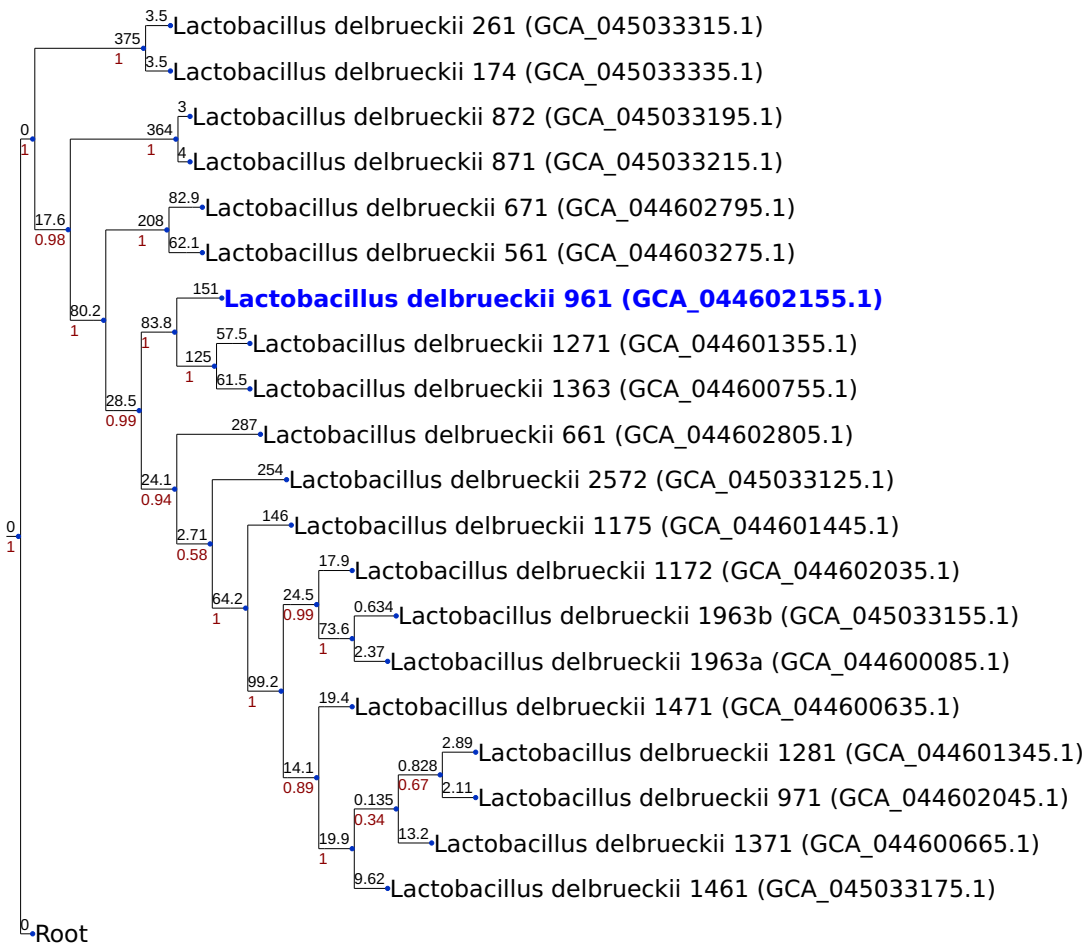 3.5
Lactobacillus delbrueckii 261 (GCA_045033315.1)
375
1
3.5
Lactobacillus delbrueckii 174 (GCA_045033335.1)
3
Lactobacillus delbrueckii 872 (GCA_045033195.1)
0
1
364
1
4
Lactobacillus delbrueckii 871 (GCA_045033215.1)
82.9
Lactobacillus delbrueckii 671 (GCA_044602795.1)
17.6
0.98
208
1
62.1
Lactobacillus delbrueckii 561 (GCA_044603275.1)
151
Lactobacillus delbrueckii 961 (GCA_044602155.1)
80.2
1
83.8
1
57.5
Lactobacillus delbrueckii 1271 (GCA_044601355.1)
125
1
61.5
Lactobacillus delbrueckii 1363 (GCA_044600755.1)
28.5
0.99
287
Lactobacillus delbrueckii 661 (GCA_044602805.1)
24.1
0.94
254
Lactobacillus delbrueckii 2572 (GCA_045033125.1)
0
1
2.71
0.58
146
Lactobacillus delbrueckii 1175 (GCA_044601445.1)
17.9
Lactobacillus delbrueckii 1172 (GCA_044602035.1)
64.2
1
24.5
0.99
0.634
Lactobacillus delbrueckii 1963b (GCA_045033155.1)
73.6
1
2.37
Lactobacillus delbrueckii 1963a (GCA_044600085.1)
99.2
1
19.4
Lactobacillus delbrueckii 1471 (GCA_044600635.1)
2.89
Lactobacillus delbrueckii 1281 (GCA_044601345.1)
14.1
0.89
0.828
0.67
2.11
Lactobacillus delbrueckii 971 (GCA_044602045.1)
0.135
0.34
13.2
Lactobacillus delbrueckii 1371 (GCA_044600665.1)
19.9
1
9.62
Lactobacillus delbrueckii 1461 (GCA_045033175.1)
0
Root